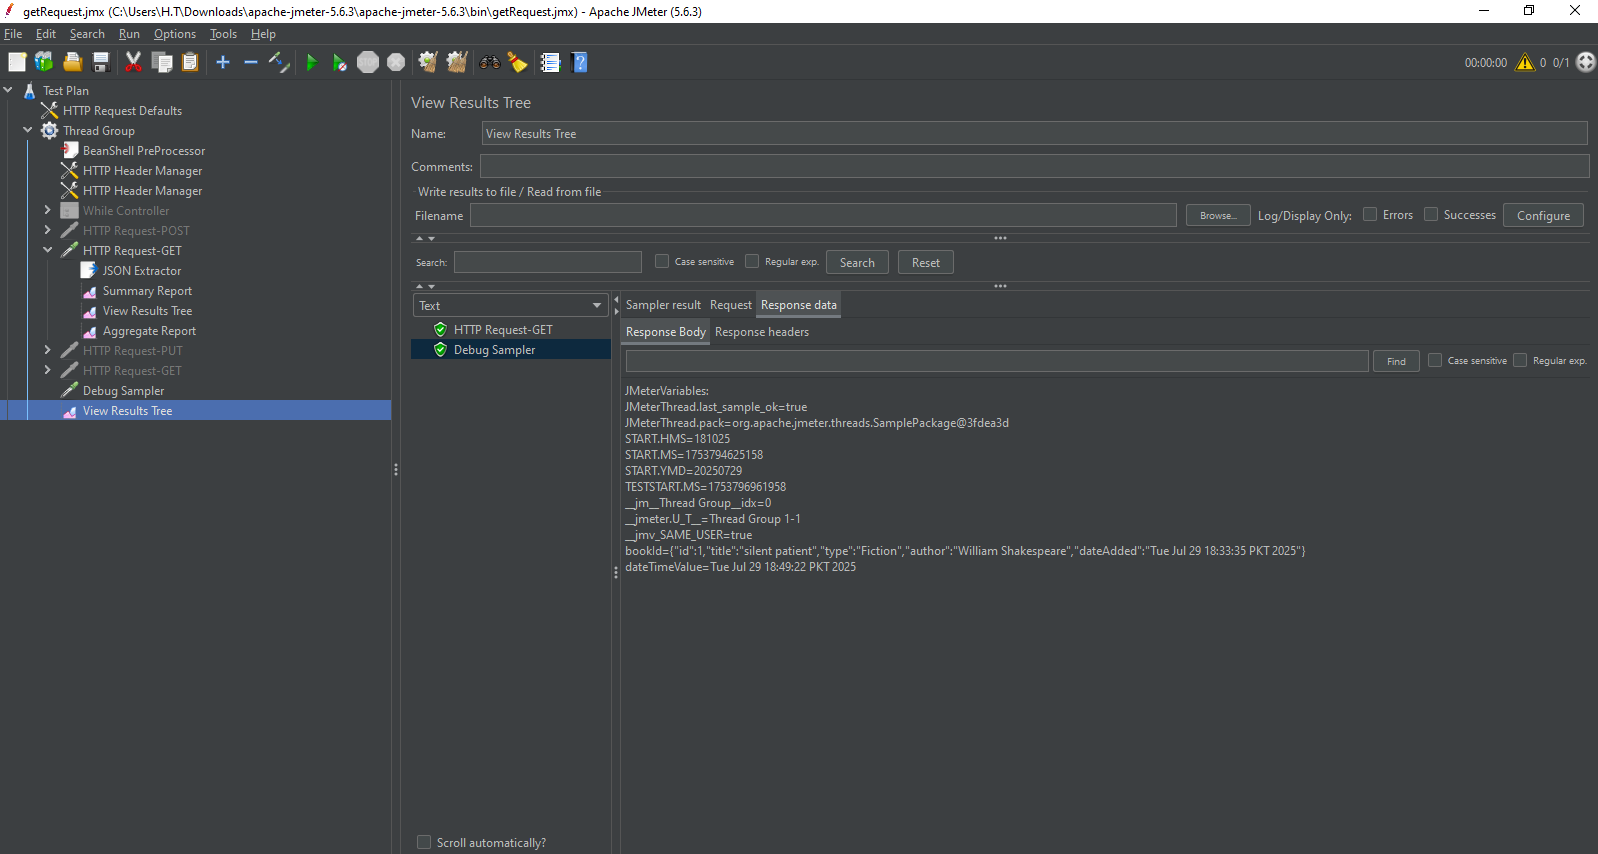 getRequest.jmx (C:\Users\H.T\Downloads\apache-jmeter-5.6.3\apache-jmeter-5.6.3\bin\getRequest.jmx) - Apache JMeter (5.6.3)
File Edit Search Run Options Tools Help
STOP 00:00:00 0 0/1
Test Plan
HTTP Request Defaults
Thread Group
BeanShell PreProcessor
HTTP Header Manager
HTTP Header Manager
While Controller
HTTP Request-POST
HTTP Request-GET
JSON Extractor
Summary Report
View Results Tree
Aggregate Report
HTTP Request-PUT
HTTP Request-GET
Debug Sampler
View Results Tree
View Results Tree
Name: View Results Tree
Comments:
Write results to file / Read from file
Filename Browse... Log/Display Only: Errors Successes Configure
Search: Case sensitive Regular exp. Search Reset
Text
HTTP Request-GET
Debug Sampler
Scroll automatically?
Sampler result Request Response data
Response Body Response headers
Find Case sensitive Regular exp.
JMeterVariables:
JMeterThread.last_sample_ok=true
JMeterThread.pack=org.apache.jmeter.threads.SamplePackage@3fdea3d
START.HMS=181025
START.MS=1753794625158
START.YMD=20250729
TESTSTART.MS=1753796961958
__jm__Thread Group__idx=0
__jmeter.U_T__=Thread Group 1-1
__jmv_SAME_USER=true
bookId={"id":1,"title":"silent patient","type":"Fiction","author":"William Shakespeare","dateAdded":"Tue Jul 29 18:33:35 PKT 2025"}
dateTimeValue=Tue Jul 29 18:49:22 PKT 2025